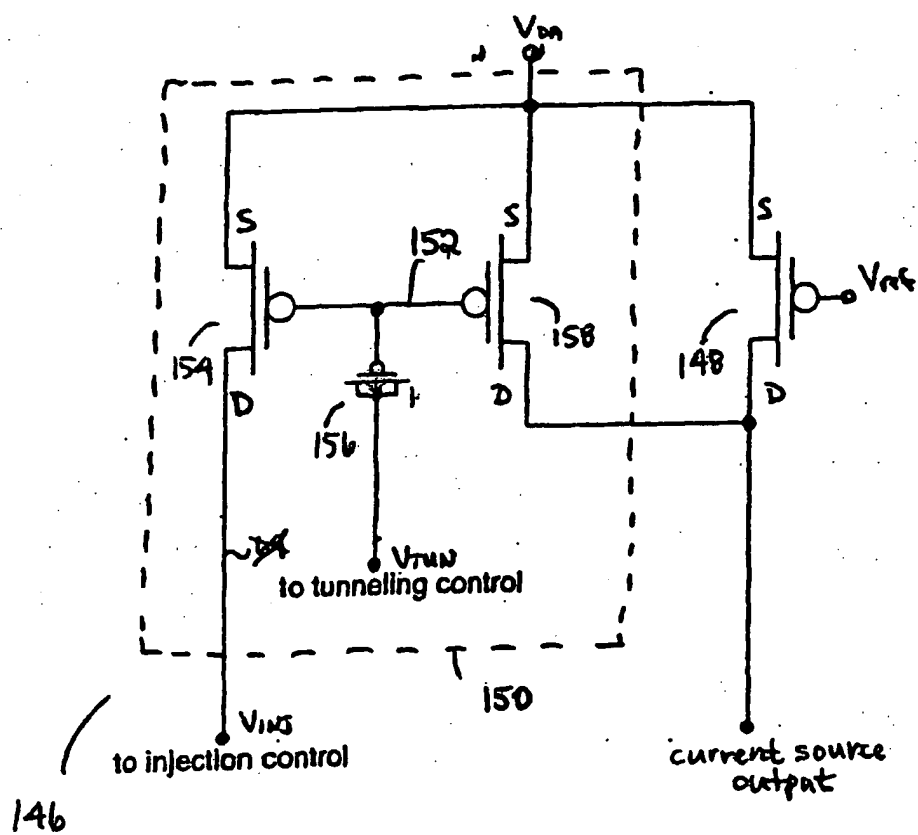 VDA
S
S
S
152
Vref
154
158
148
D
D
D
156
VTUN
to tunneling control
150
VINJ
to injection control
current source
output
146